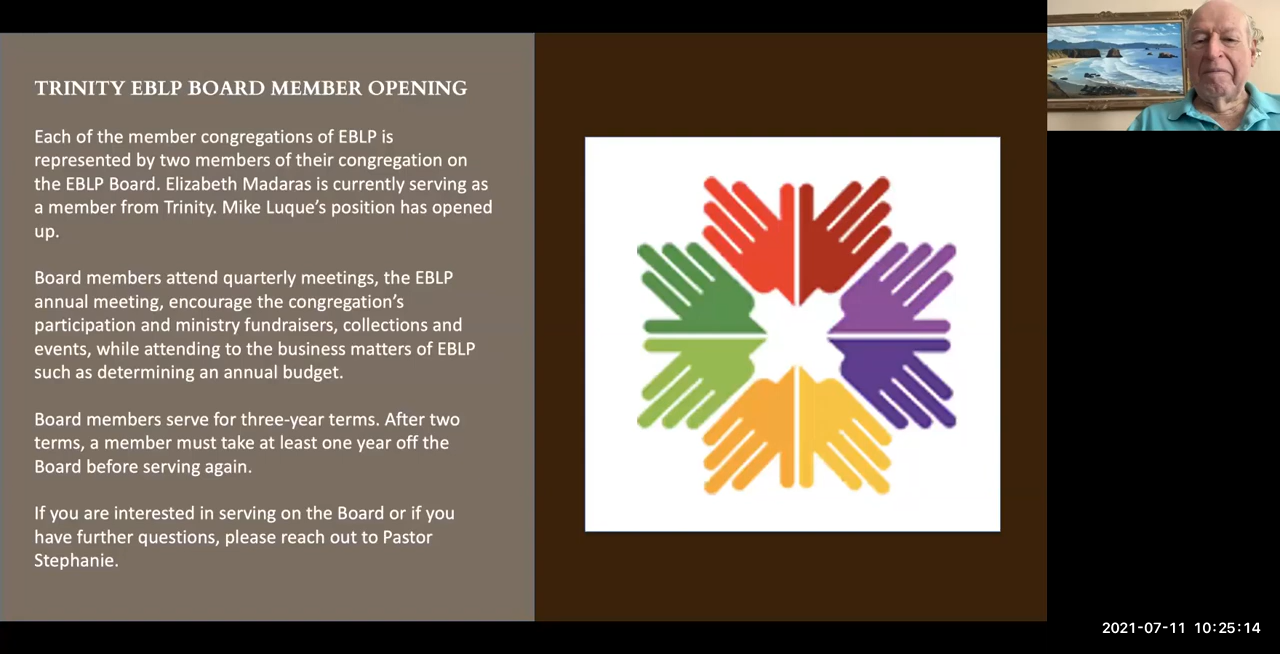 TRINITY EBLP BOARD MEMBER OPENING
Each of the member congregations of EBLP is
represented by two members of their congregation on
the EBLP Board. Elizabeth Madaras is currently serving as
a member from Trinity. Mike Luque’s position has opened
up.
Board members attend quarterly meetings, the EBLP
annual meeting, encourage the congregation’s
participation and ministry fundraisers, collections and
events, while attending to the business matters of EBLP
such as determining an annual budget.
Board members serve for three-year terms. After two
terms, a member must take at least one year off the
Board before serving again.
If you are interested in serving on the Board or if you
have further questions, please reach out to Pastor
Stephanie.
2021-07-11 10:25:14